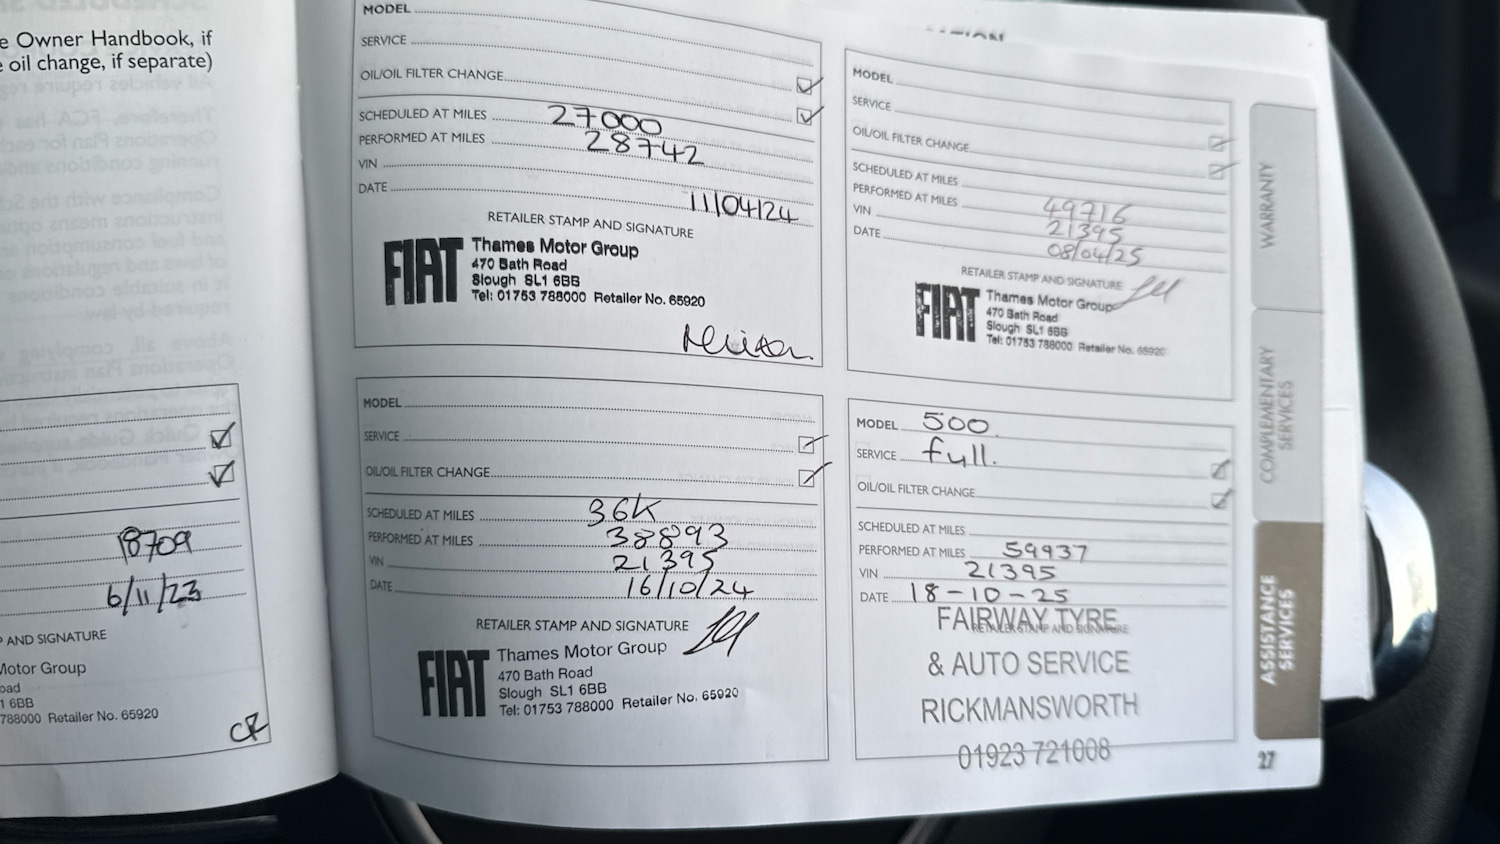 e Owner Handbook, if
e oil change, if separate)
18709
6/11/23
P AND SIGNATURE
Motor Group
oad
1 6BB
788000 Retailer No. 65920
MODEL
SERVICE
OIL/OIL FILTER CHANGE
SCHEDULED AT MILES 27000
PERFORMED AT MILES 28742
VIN
DATE 11/04/24
RETAILER STAMP AND SIGNATURE
FIAT Thames Motor Group
470 Bath Road
Slough SL1 6BB
Tel: 01753 788000 Retailer No. 65920
MODEL
SERVICE
OIL/OIL FILTER CHANGE
SCHEDULED AT MILES
PERFORMED AT MILES 49716
VIN 21395
DATE 08/04/25
RETAILER STAMP AND SIGNATURE
FIAT Thames Motor Group
470 Bath Road
Slough SL1 6BB
Tel: 01753 788000 Retailer No. 65920
MODEL
SERVICE
OIL/OIL FILTER CHANGE
SCHEDULED AT MILES 36K
PERFORMED AT MILES 38893
VIN 21395
DATE 16/10/24
RETAILER STAMP AND SIGNATURE
FIAT Thames Motor Group
470 Bath Road
Slough SL1 6BB
Tel: 01753 788000 Retailer No. 65920
MODEL 500
SERVICE full.
OIL/OIL FILTER CHANGE
SCHEDULED AT MILES
PERFORMED AT MILES 59937
VIN 21395
DATE 18-10-25
RETAILER STAMP AND SIGNATURE
FAIRWAY TYRE
& AUTO SERVICE
RICKMANSWORTH
01923 721008
WARRANTY
COMPLEMENTARY
SERVICES
ASSISTANCE
SERVICES
27